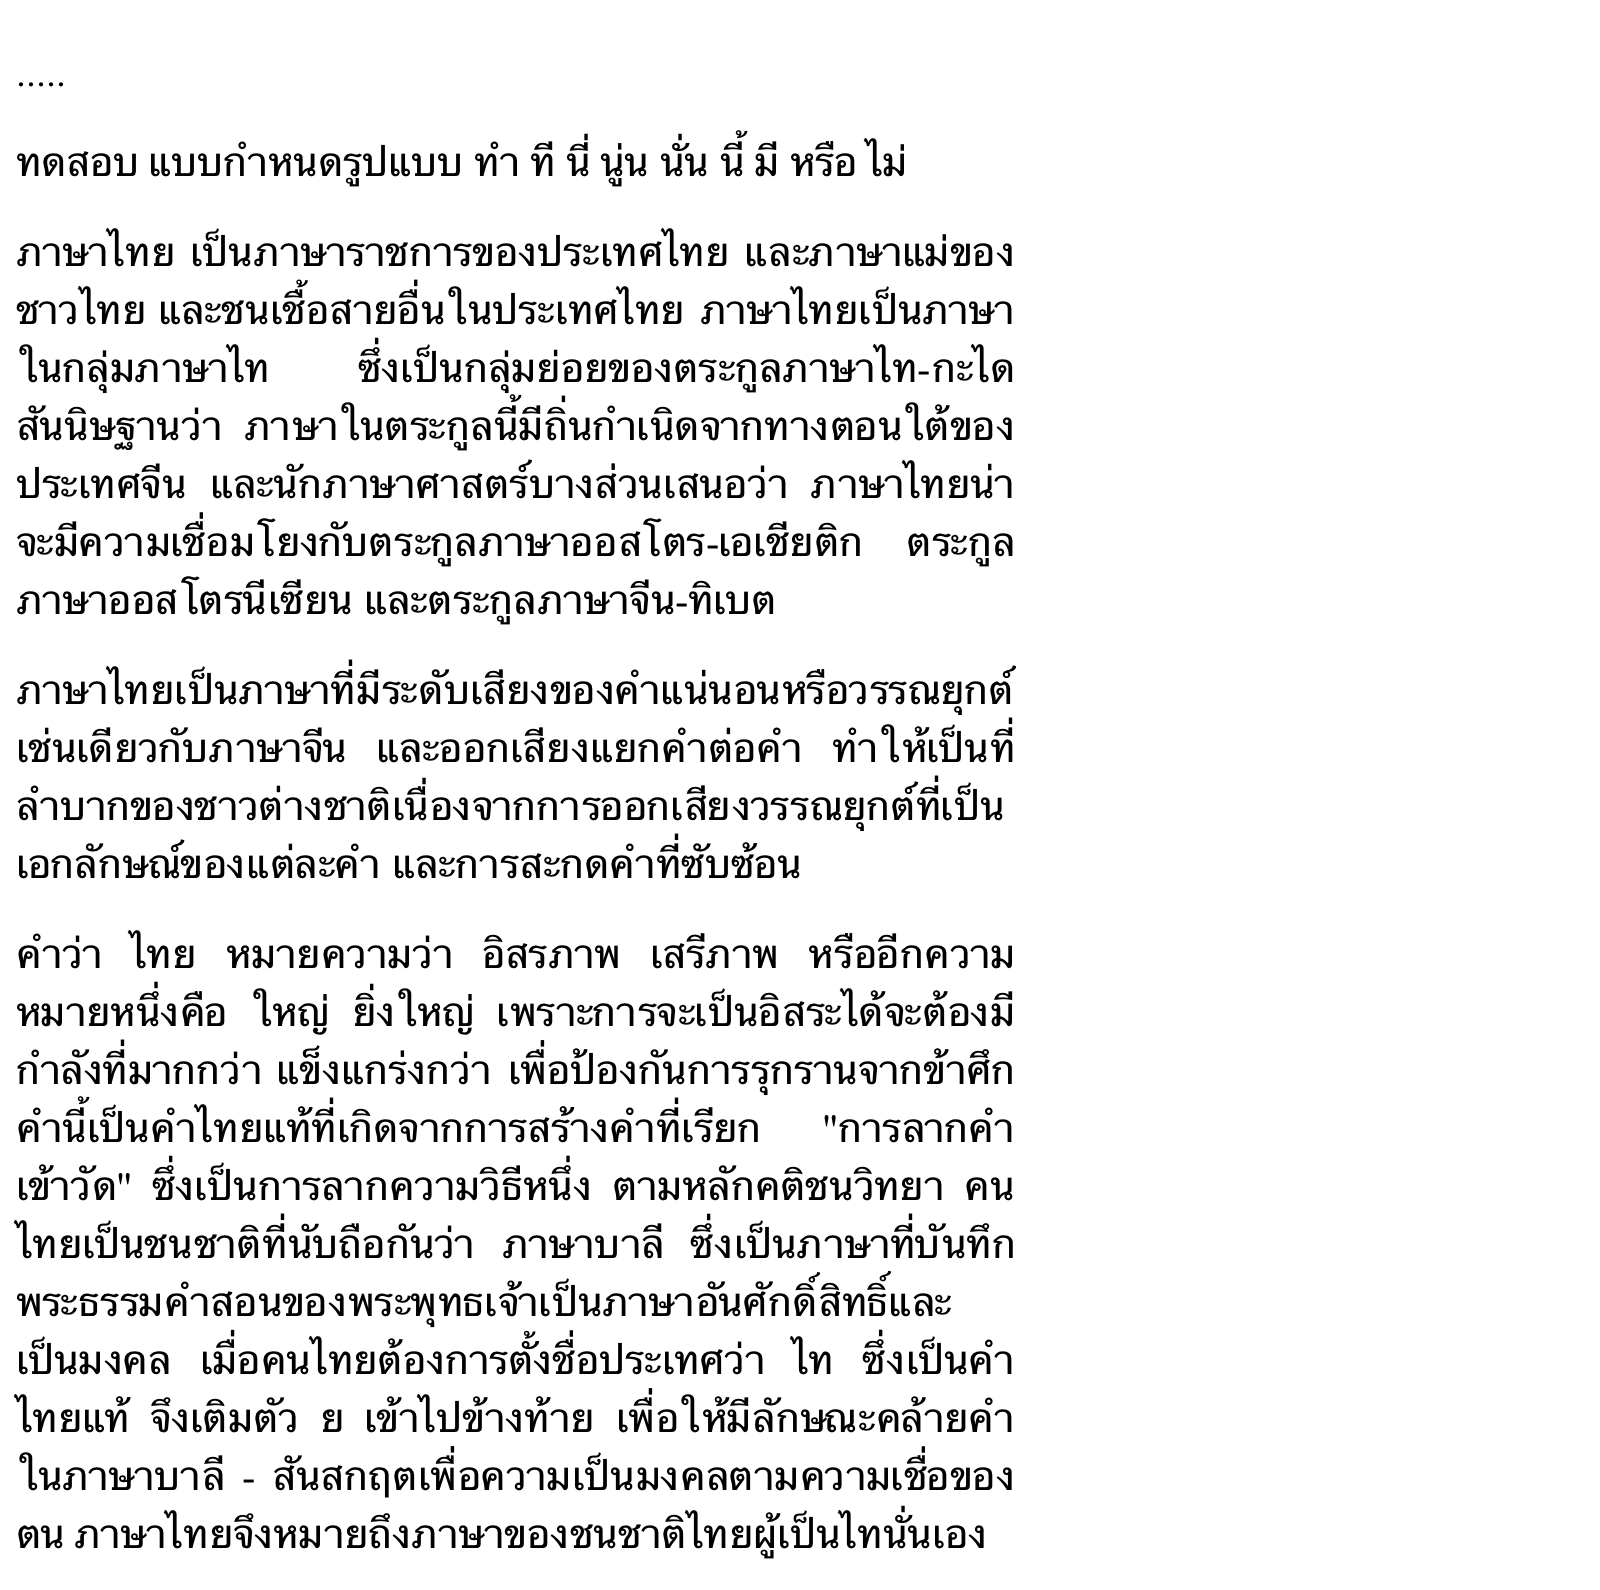 .....
ทดสอบ แบบกำหนดรูปแบบ ทำ ที นี่ นู่น นั่น นี้ มี หรือ ไม่
ภาษาไทย เป็นภาษาราชการของประเทศไทย และภาษาแม่ของ
ชาวไทย และชนเชื้อสายอื่นในประเทศไทย ภาษาไทยเป็นภาษา
ในกลุ่มภาษาไท ซึ่งเป็นกลุ่มย่อยของตระกูลภาษาไท-กะได
สันนิษฐานว่า ภาษาในตระกูลนี้มีถิ่นกำเนิดจากทางตอนใต้ของ
ประเทศจีน และนักภาษาศาสตร์บางส่วนเสนอว่า ภาษาไทยน่า
จะมีความเชื่อมโยงกับตระกูลภาษาออสโตร-เอเชียติก ตระกูล
ภาษาออสโตรนีเซียน และตระกูลภาษาจีน-ทิเบต
ภาษาไทยเป็นภาษาที่มีระดับเสียงของคำแน่นอนหรือวรรณยุกต์
เช่นเดียวกับภาษาจีน และออกเสียงแยกคำต่อคำ ทำให้เป็นที่
ลำบากของชาวต่างชาติเนื่องจากการออกเสียงวรรณยุกต์ที่เป็น
เอกลักษณ์ของแต่ละคำ และการสะกดคำที่ซับซ้อน
คำว่า ไทย หมายความว่า อิสรภาพ เสรีภาพ หรืออีกความ
หมายหนึ่งคือ ใหญ่ ยิ่งใหญ่ เพราะการจะเป็นอิสระได้จะต้องมี
กำลังที่มากกว่า แข็งแกร่งกว่า เพื่อป้องกันการรุกรานจากข้าศึก
คำนี้เป็นคำไทยแท้ที่เกิดจากการสร้างคำที่เรียก "การลากคำ
เข้าวัด" ซึ่งเป็นการลากความวิธีหนึ่ง ตามหลักคติชนวิทยา คน
ไทยเป็นชนชาติที่นับถือกันว่า ภาษาบาลี ซึ่งเป็นภาษาที่บันทึก
พระธรรมคำสอนของพระพุทธเจ้าเป็นภาษาอันศักดิ์สิทธิ์และ
เป็นมงคล เมื่อคนไทยต้องการตั้งชื่อประเทศว่า ไท ซึ่งเป็นคำ
ไทยแท้ จึงเติมตัว ย เข้าไปข้างท้าย เพื่อให้มีลักษณะคล้ายคำ
ในภาษาบาลี - สันสกฤตเพื่อความเป็นมงคลตามความเชื่อของ
ตน ภาษาไทยจึงหมายถึงภาษาของชนชาติไทยผู้เป็นไทนั่นเอง